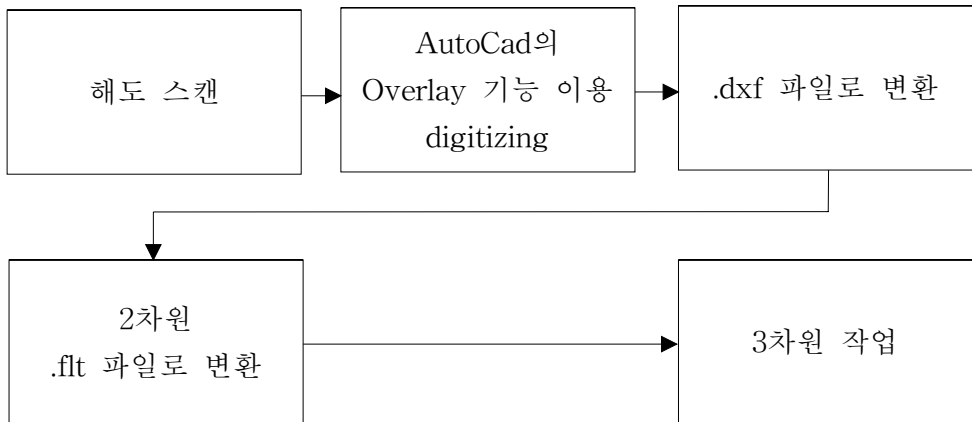 해도 스캔
AutoCad의
Overlay 기능 이용
digitizing
.dxf 파일로 변환
2차원
.flt 파일로 변환
3차원 작업